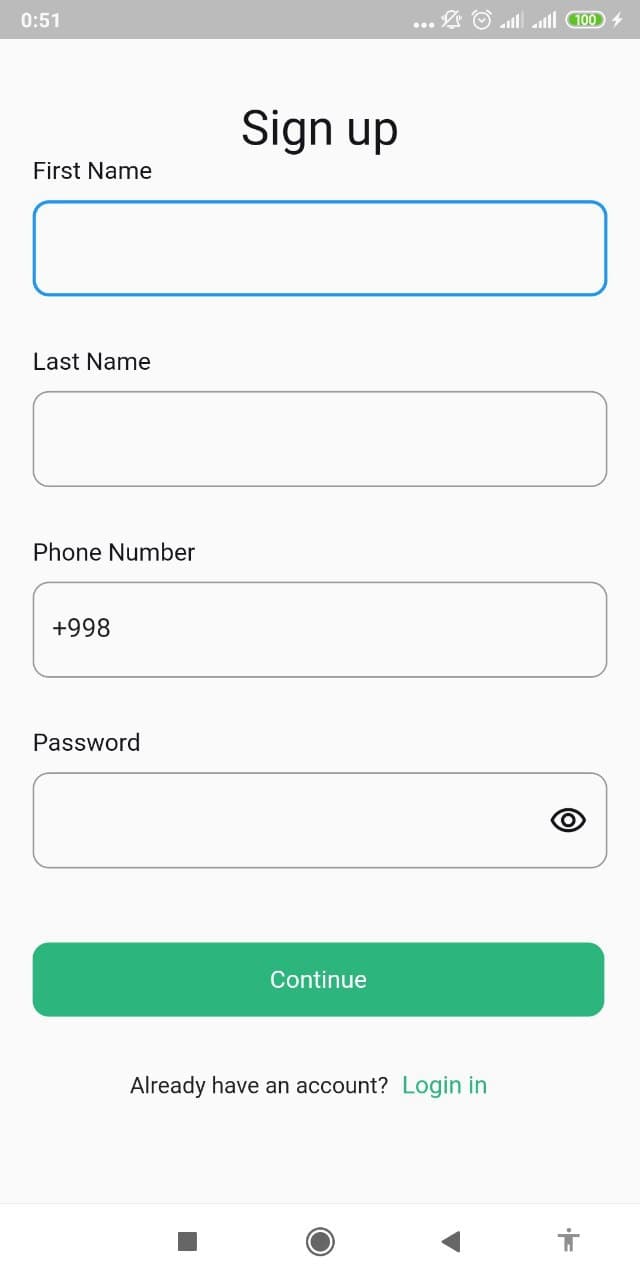 0:51
100
Sign up
First Name
Last Name
Phone Number
+998
Password
Continue
Already have an account? Login in